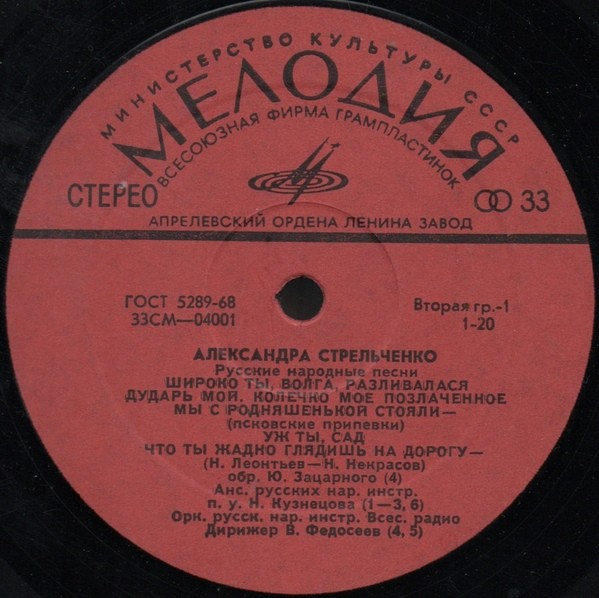 МИНИСТЕРСТВО КУЛЬТУРЫ СССР
МЕЛОДИЯ
ВСЕСОЮЗНАЯ ФИРМА ГРАМПЛАСТИНОК
СТЕРЕО
33
АПРЕЛЕВСКИЙ ОРДЕНА ЛЕНИНА ЗАВОД
ГОСТ 5289-68
33СМ—04001
Вторая гр.-1
1-20
АЛЕКСАНДРА СТРЕЛЬЧЕНКО
Русские народные песни
ШИРОКО ТЫ, ВОЛГА, РАЗЛИВАЛАСЯ
ДУДАРЬ МОЙ. КОЛЕЧКО МОЕ ПОЗЛАЧЕННОЕ
МЫ С РОДНЯШЕНЬКОЙ СТОЯЛИ—
(псковские припевки)
УЖ ТЫ, САД
ЧТО ТЫ ЖАДНО ГЛЯДИШЬ НА ДОРОГУ—
(Н. Леонтьев—Н. Некрасов)
обр. Ю. Зацарного (4)
Анс. русских нар. инстр.
п. у. Н. Кузнецова (1—3, 6)
Орк. русск. нар. инстр. Всес. радио
Дирижер В. Федосеев (4, 5)